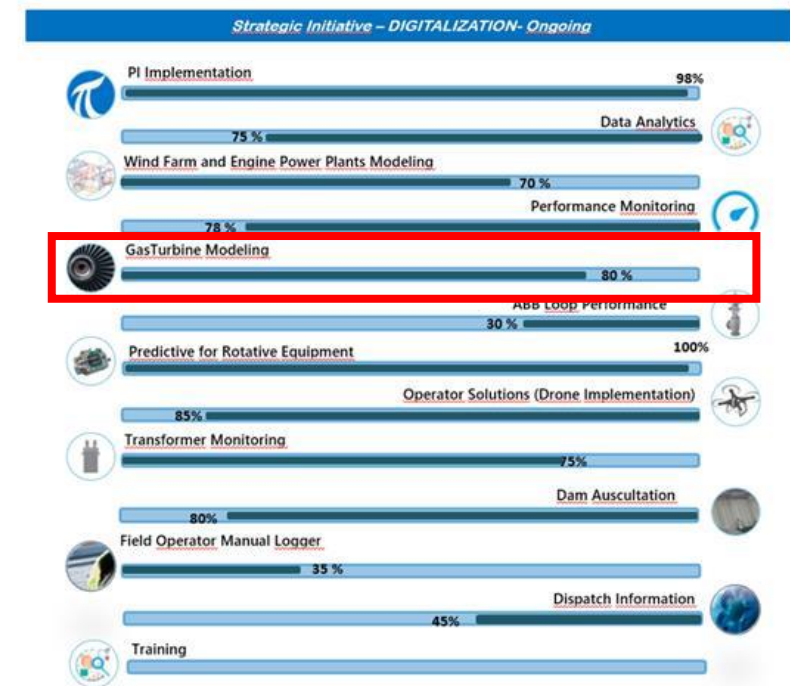 Strategic Initiative – DIGITALIZATION- Ongoing
PI Implementation
98%
Data Analytics
75 %
Wind Farm and Engine Power Plants Modeling
70 %
Performance Monitoring
78 %
GasTurbine Modeling
80 %
ABB Loop Performance
30 %
Predictive for Rotative Equipment
100%
Operator Solutions (Drone Implementation)
85%
Transformer Monitoring
75%
Dam Auscultation
80%
Field Operator Manual Logger
35 %
Dispatch Information
45%
Training